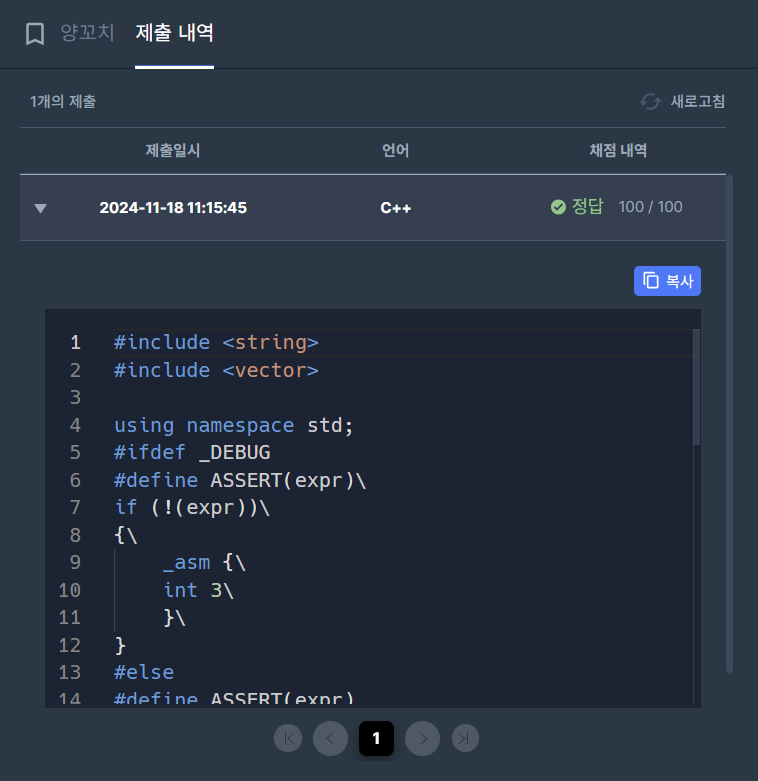 양꼬치 제출 내역
1개의 제출 새로고침
제출일시 언어 채점 내역
2024-11-18 11:15:45 C++ 정답 100 / 100
복사
1 #include <string>
2 #include <vector>
3
4 using namespace std;
5 #ifdef _DEBUG
6 #define ASSERT(expr)\
7 if (!(expr))\
8 {\
9     _asm {\
10     int 3\
11     }\
12 }
13 #else
14 #define ASSERT(expr)
1